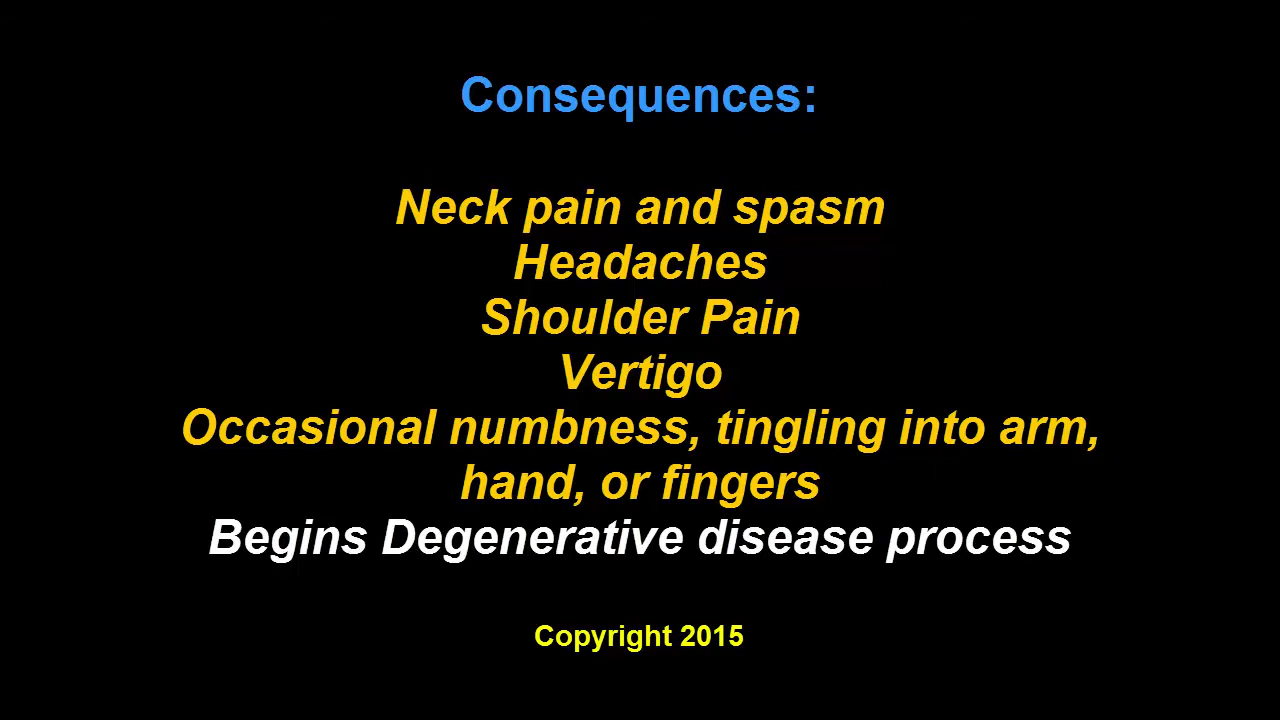 Consequences:
Neck pain and spasm
Headaches
Shoulder Pain
Vertigo
Occasional numbness, tingling into arm,
hand, or fingers
Begins Degenerative disease process
Copyright 2015